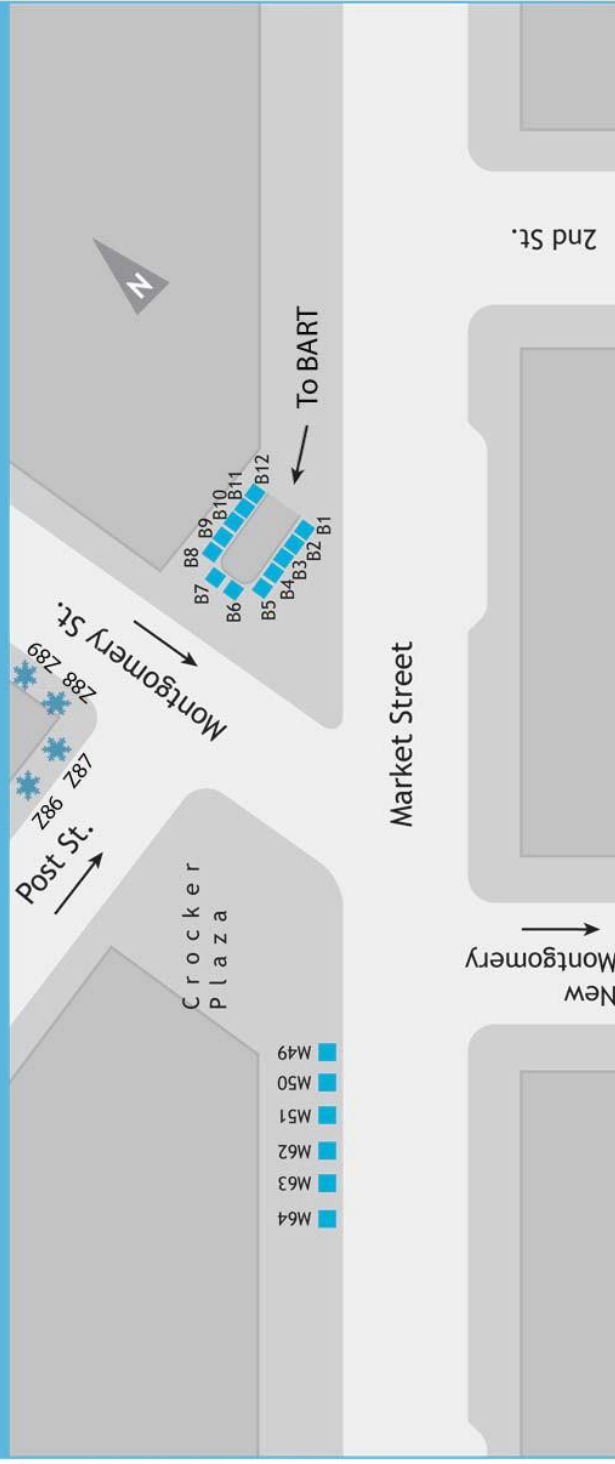 N
2nd St.
To BART
B12
B11
B10
B9
B8
B7
B6
B5
B4
B3
B2
B1
Montgomery St.
Z89
Z88
Z87
Z86
Post St.
Market Street
Crocker
Plaza
New
Montgomery
M49
M50
M51
M62
M63
M64